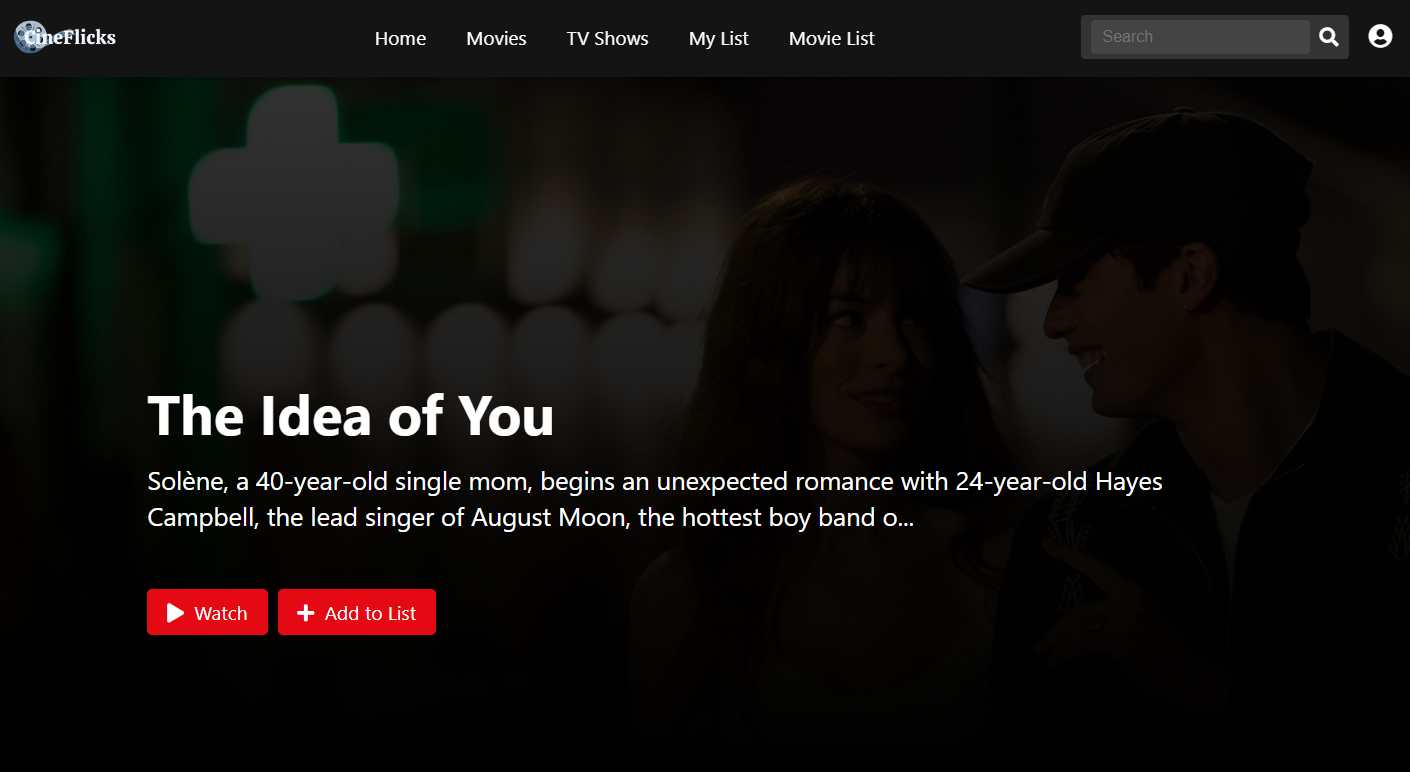 CineFlicks
Home
Movies
TV Shows
My List
Movie List
Search
The Idea of You
Solène, a 40-year-old single mom, begins an unexpected romance with 24-year-old Hayes
Campbell, the lead singer of August Moon, the hottest boy band o...
Watch
Add to List